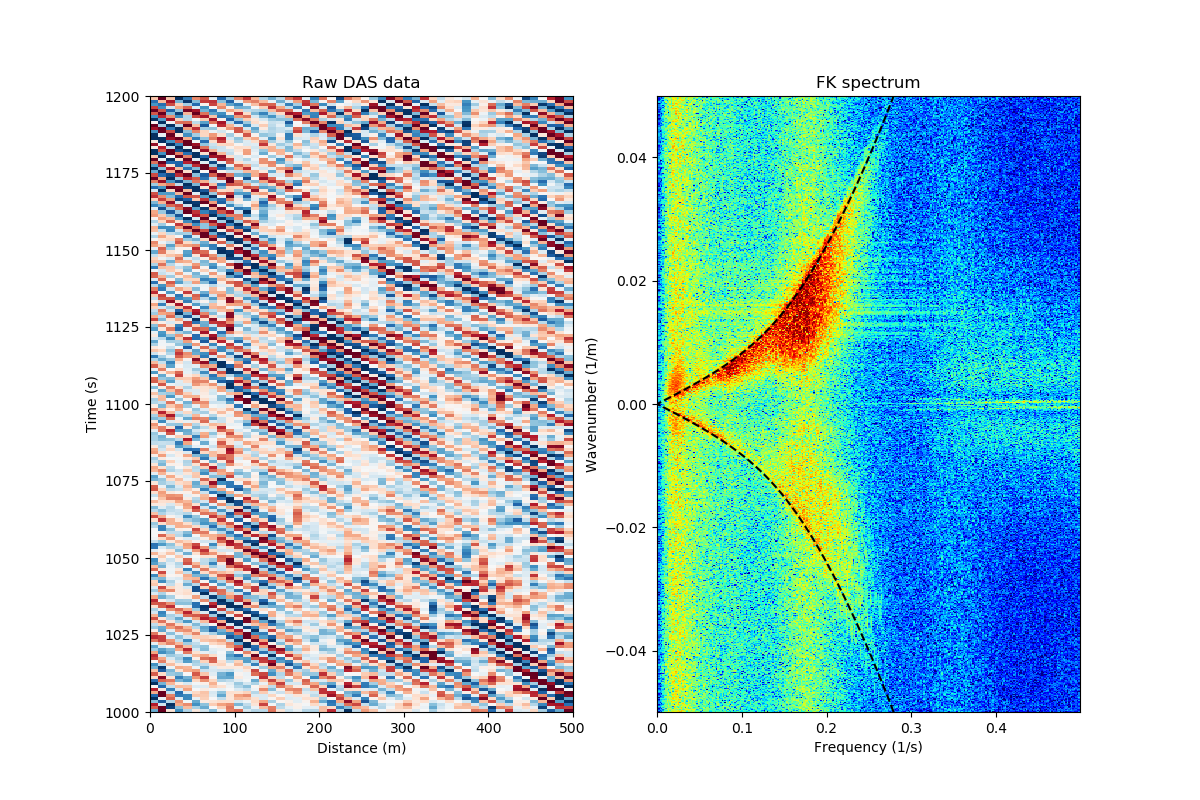 Raw DAS data
1200
1175
1150
1125
1100
1075
1050
1025
1000
Time (s)
0 100 200 300 400 500
Distance (m)
FK spectrum
0.04
0.02
0.00
−0.02
−0.04
Wavenumber (1/m)
0.0 0.1 0.2 0.3 0.4
Frequency (1/s)